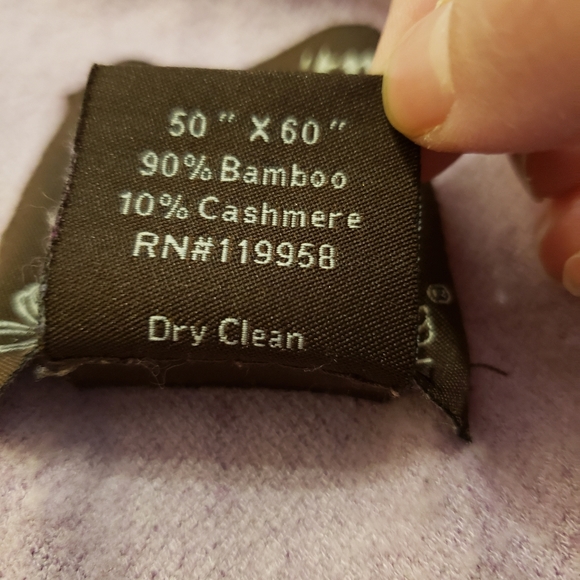 50" X 60"
90% Bamboo
10% Cashmere
RN#119958
Dry Clean
®